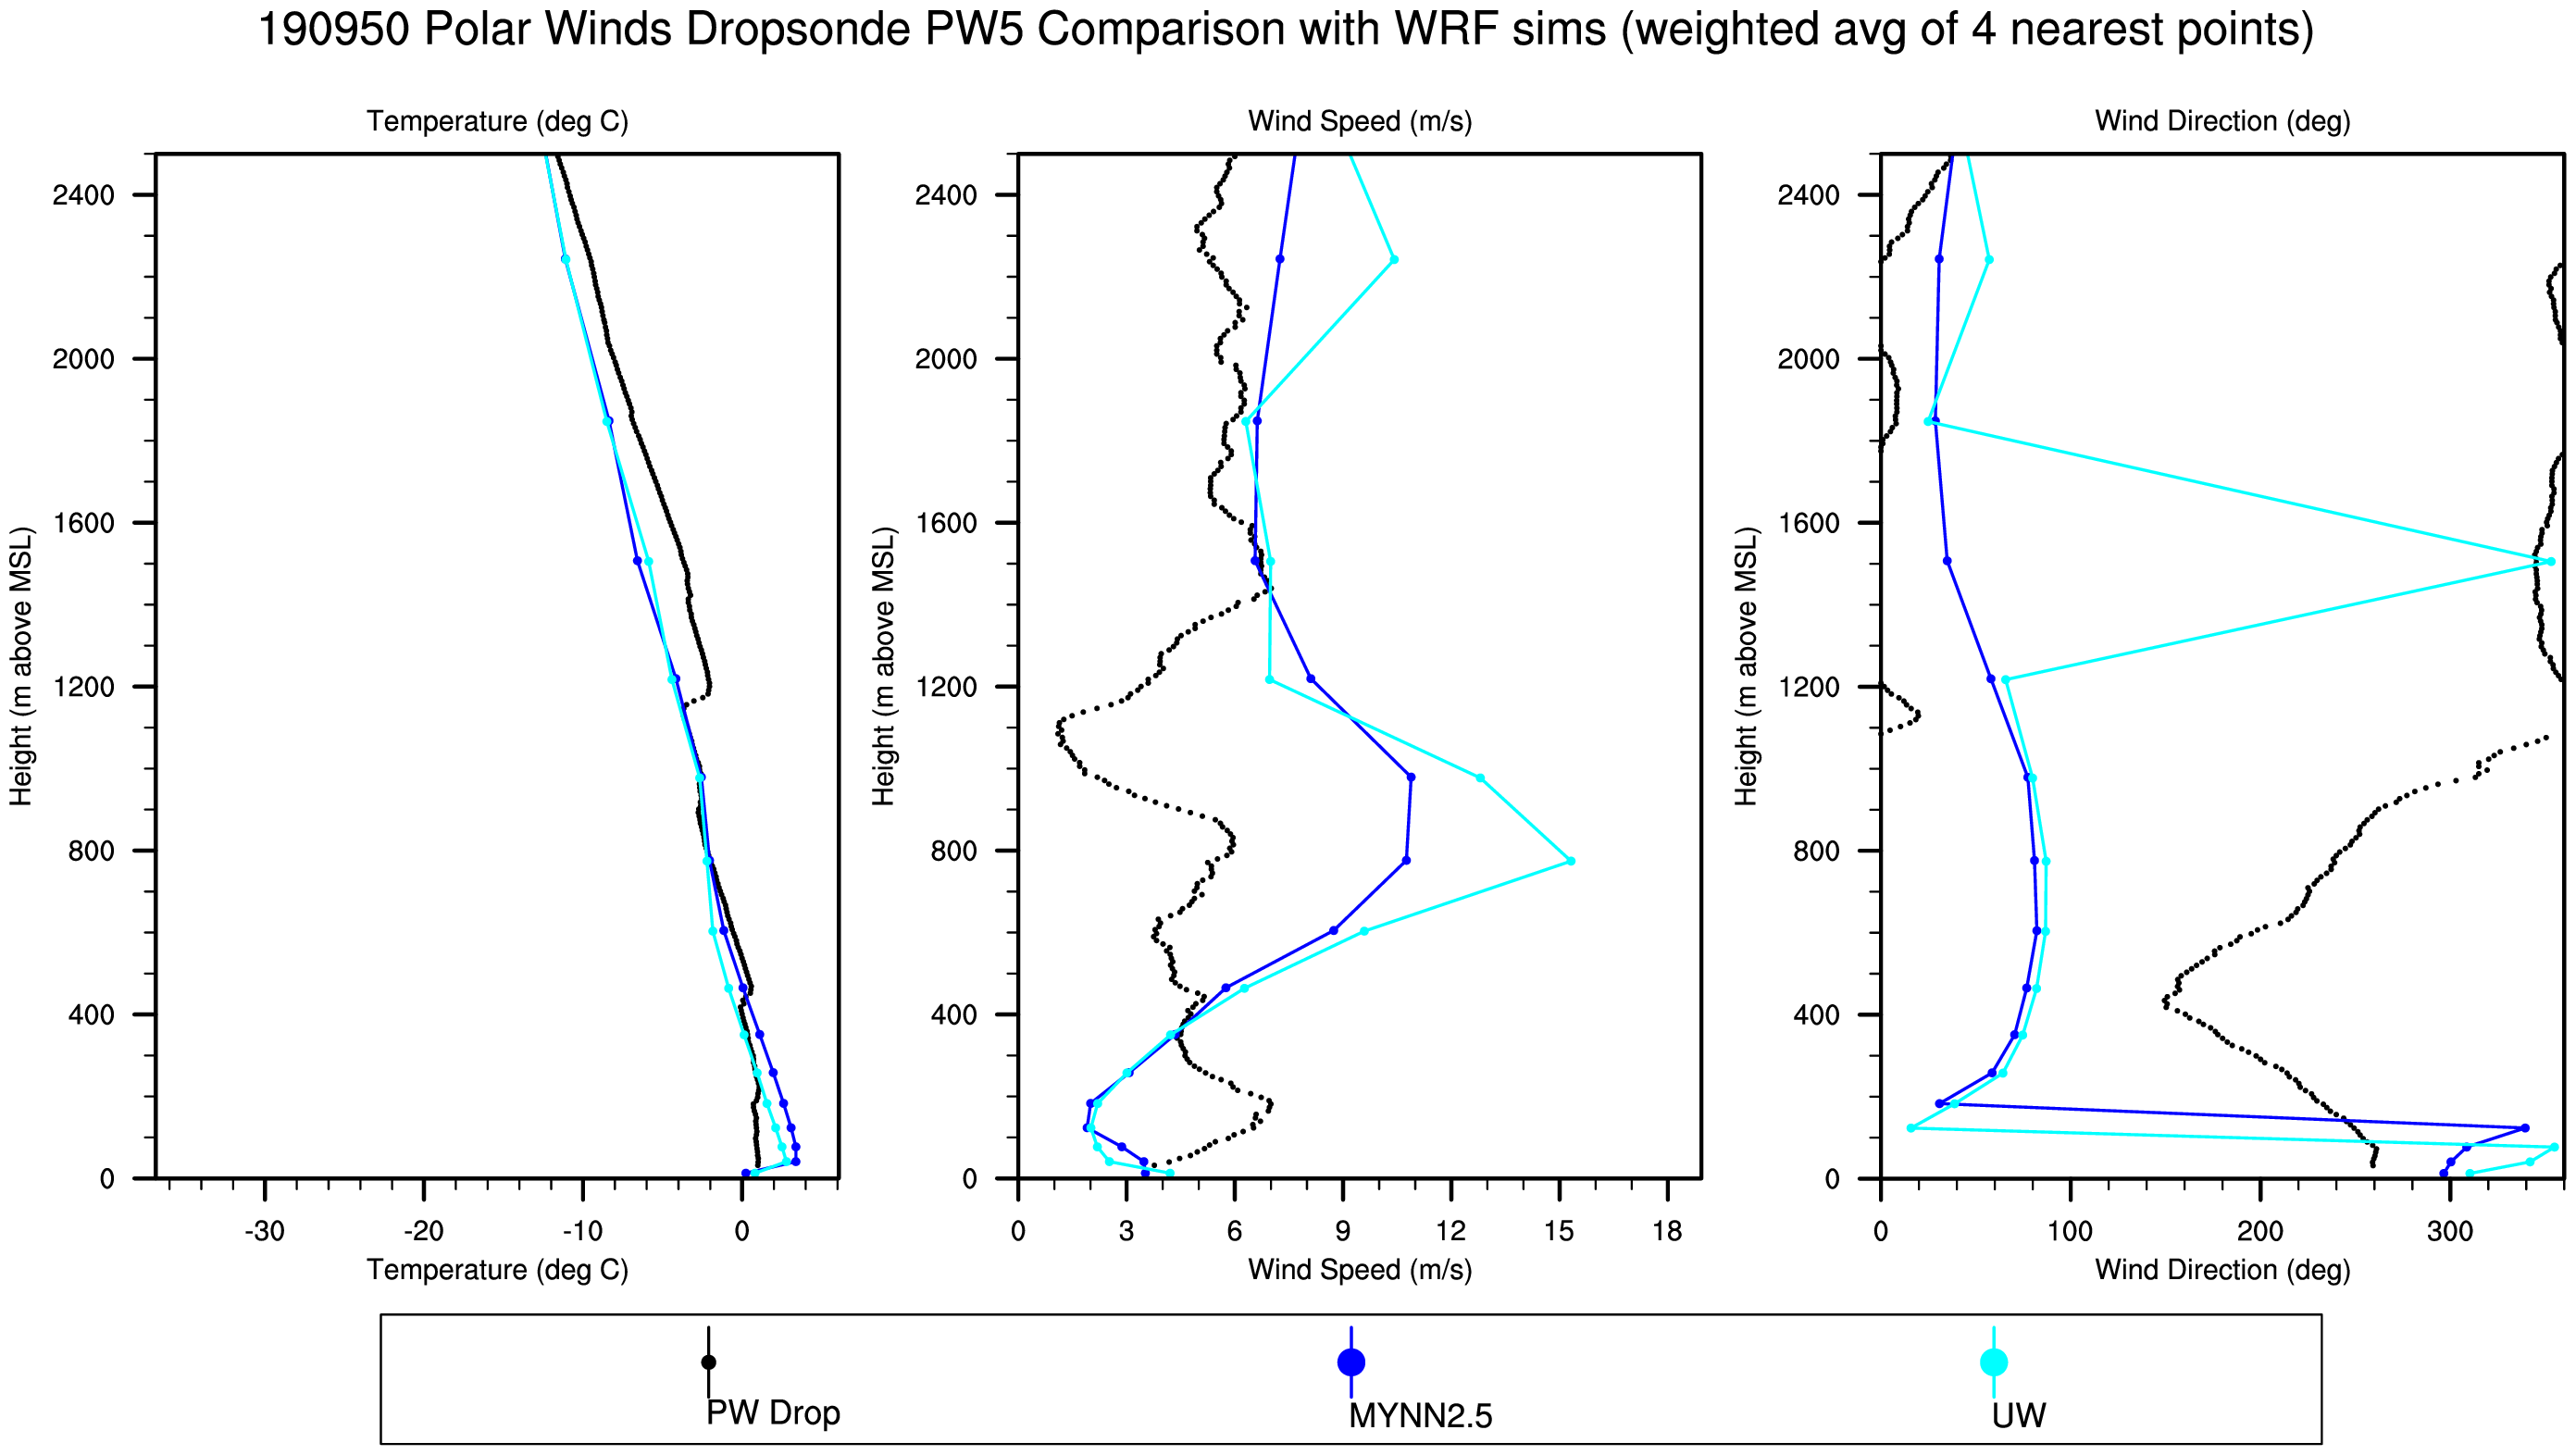 190950 Polar Winds Dropsonde PW5 Comparison with WRF sims (weighted avg of 4 nearest points)
Temperature (deg C)
Wind Speed (m/s)
Wind Direction (deg)
Height (m above MSL)
2400
2000
1600
1200
800
400
0
-30
-20
-10
0
Temperature (deg C)
Height (m above MSL)
2400
2000
1600
1200
800
400
0
0
3
6
9
12
15
18
Wind Speed (m/s)
Height (m above MSL)
2400
2000
1600
1200
800
400
0
0
100
200
300
Wind Direction (deg)
PW Drop
MYNN2.5
UW